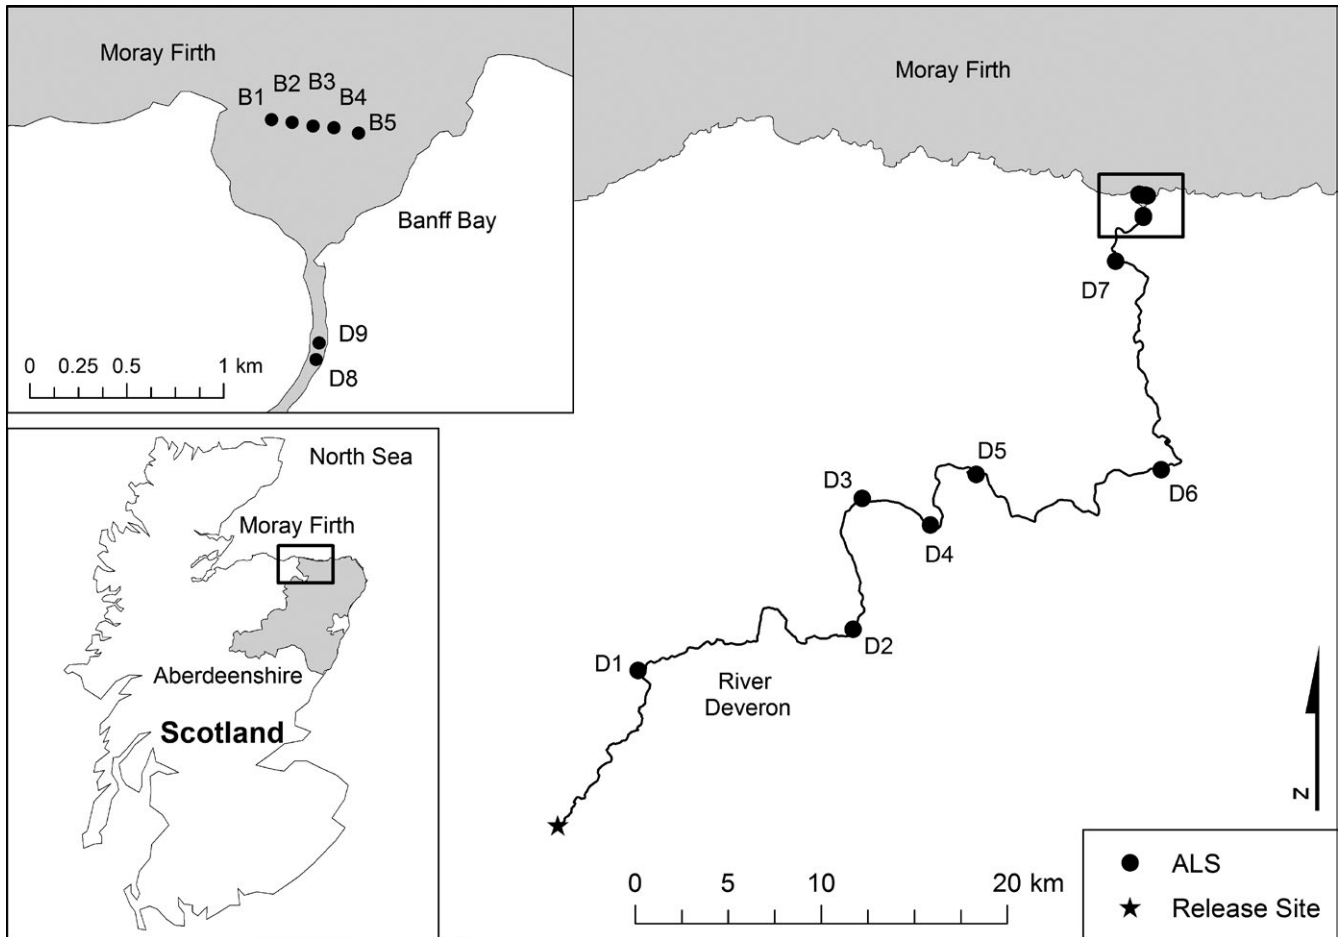 Moray Firth
B1
B2
B3
B4
B5
Banff Bay
D9
D8
0 0.25 0.5 1 km
North Sea
Moray Firth
Aberdeenshire
Scotland
Moray Firth
D7
D6
D5
D3
D4
D2
D1
River
Deveron
N
0 5 10 20 km
ALS
Release Site